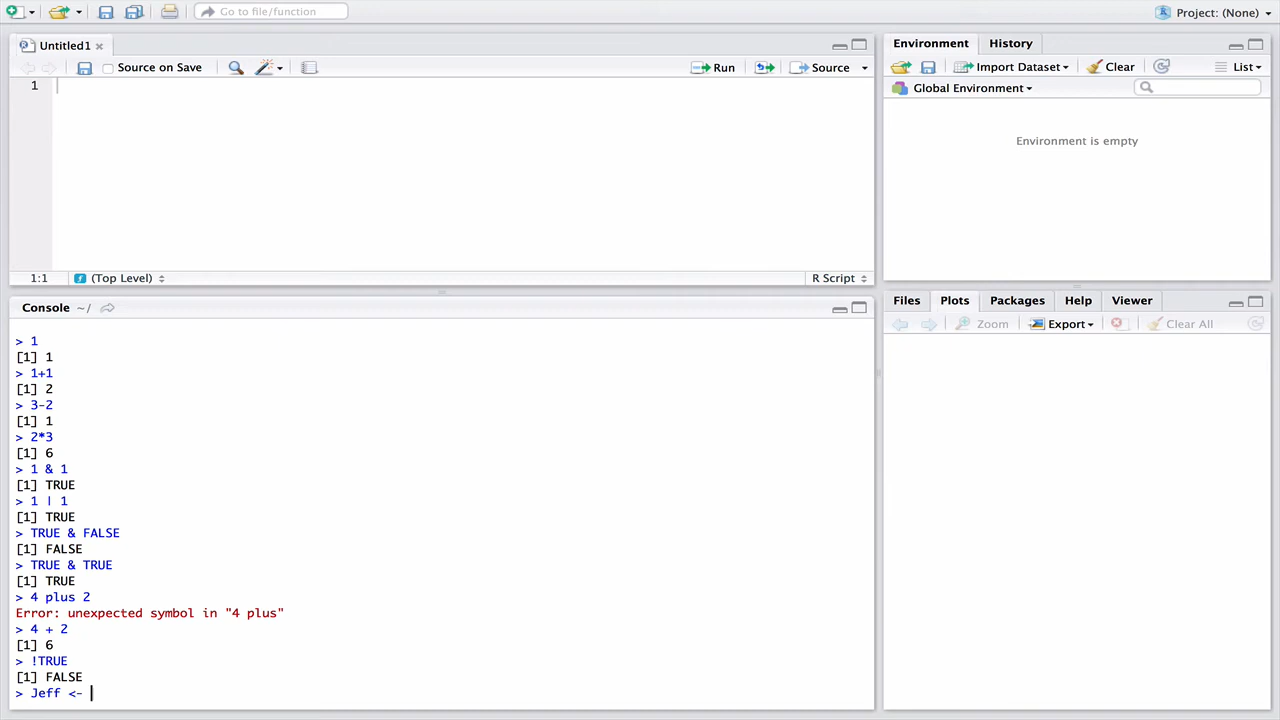 Go to file/function
Project: (None)
Untitled1
Source on Save
Run
Source
1
1:1
(Top Level)
R Script
Console ~/
> 1
[1] 1
> 1+1
[1] 2
> 3-2
[1] 1
> 2*3
[1] 6
> 1 & 1
[1] TRUE
> 1 | 1
[1] TRUE
> TRUE & FALSE
[1] FALSE
> TRUE & TRUE
[1] TRUE
> 4 plus 2
Error: unexpected symbol in "4 plus"
> 4 + 2
[1] 6
> !TRUE
[1] FALSE
> Jeff <-
Environment
History
Import Dataset
Clear
List
Global Environment
Environment is empty
Files
Plots
Packages
Help
Viewer
Zoom
Export
Clear All